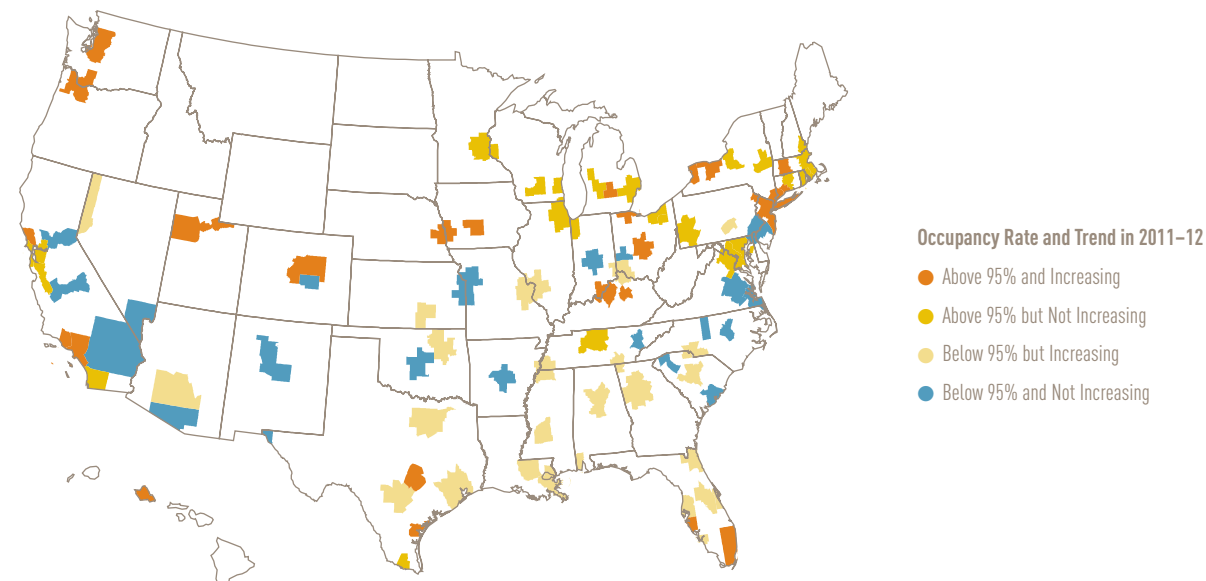 Occupancy Rate and Trend in 2011–12
Above 95% and Increasing
Above 95% but Not Increasing
Below 95% but Increasing
Below 95% and Not Increasing